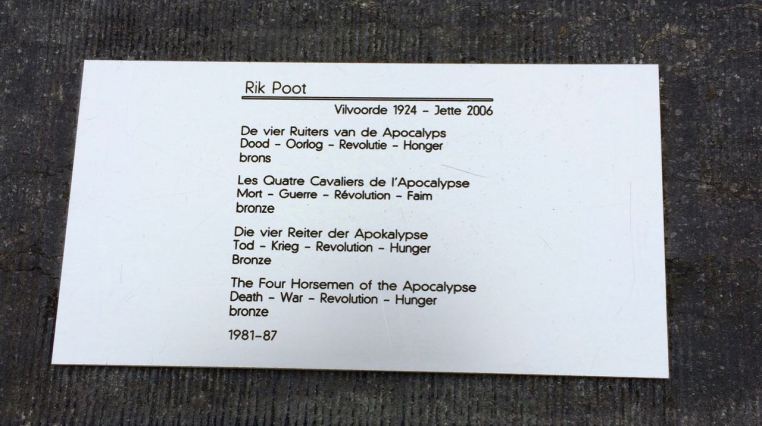 Rik Poot
Vilvoorde 1924 – Jette 2006
De vier Ruiters van de Apocalyps
Dood – Oorlog – Revolutie – Honger
brons
Les Quatre Cavaliers de l'Apocalypse
Mort – Guerre – Révolution – Faim
bronze
Die vier Reiter der Apokalypse
Tod – Krieg – Revolution – Hunger
Bronze
The Four Horsemen of the Apocalypse
Death – War – Revolution – Hunger
bronze
1981–87